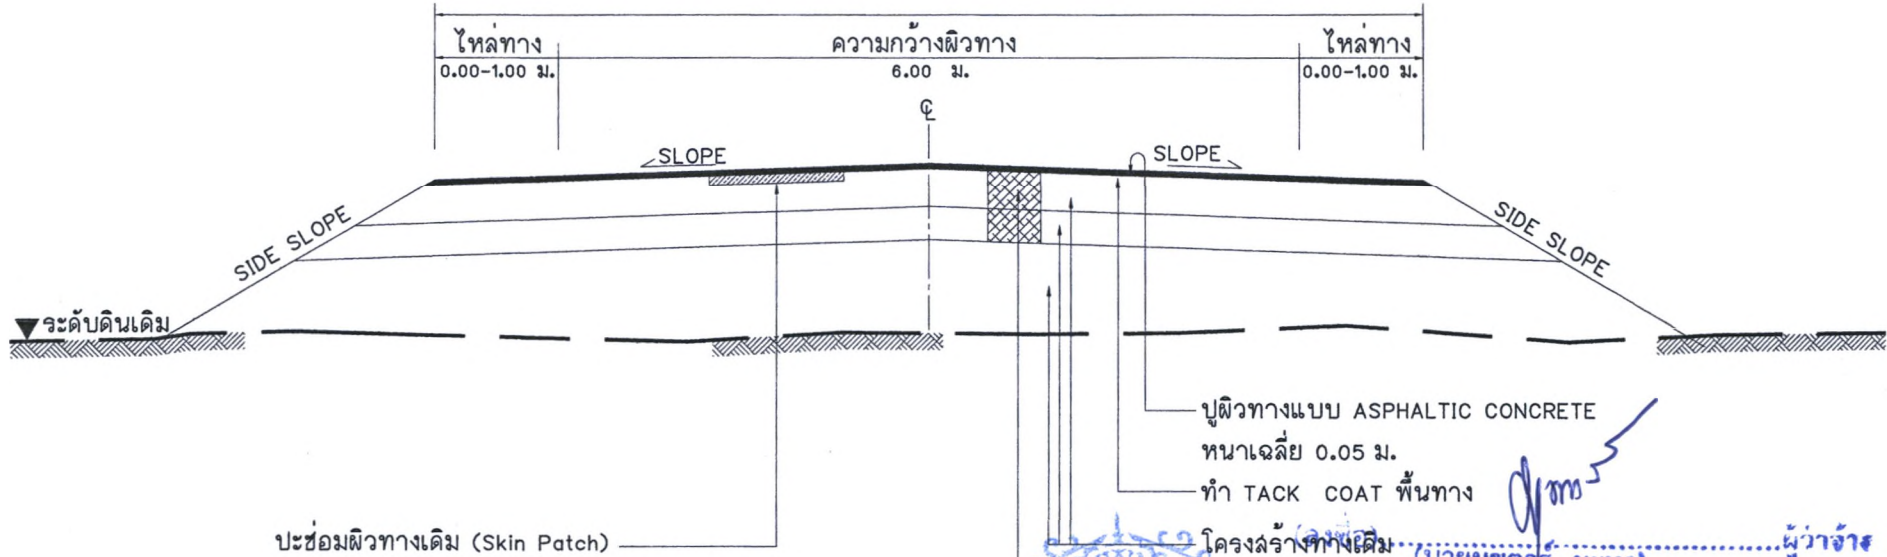 ไหล่ทาง ความกว้างผิวทาง ไหล่ทาง
0.00-1.00 ม. 6.00 ม. 0.00-1.00 ม.
℄
SLOPE SLOPE
SIDE SLOPE SIDE SLOPE
ระดับดินเดิม
ปูผิวทางแบบ ASPHALTIC CONCRETE
หนาเฉลี่ย 0.05 ม.
ทำ TACK COAT พื้นทาง
ปะซ่อมผิวทางเดิม (Skin Patch)
โครงสร้างทางเดิม
(ลงชื่อ) ผู้ว่าจ้าง